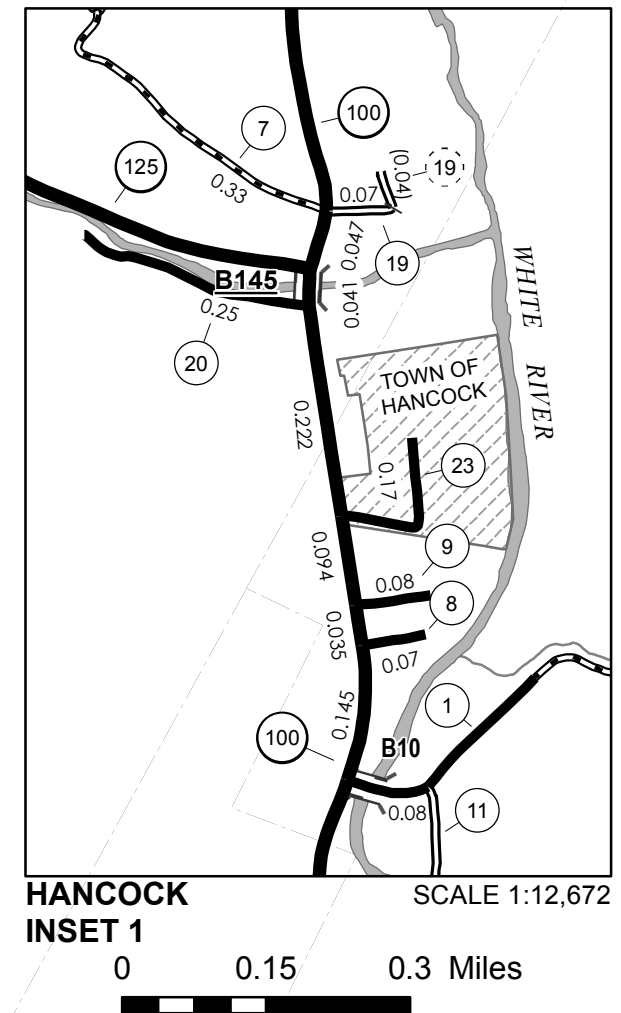 7
100
125
(0.04)
19
0.33
0.07
0.047
19
B145
0.041
0.25
20
WHITE RIVER
TOWN OF
HANCOCK
0.222
0.17
23
0.094
9
0.08
8
0.035
0.07
0.145
1
100
B10
0.08
11
HANCOCK
INSET 1
SCALE 1:12,672
0 0.15 0.3 Miles